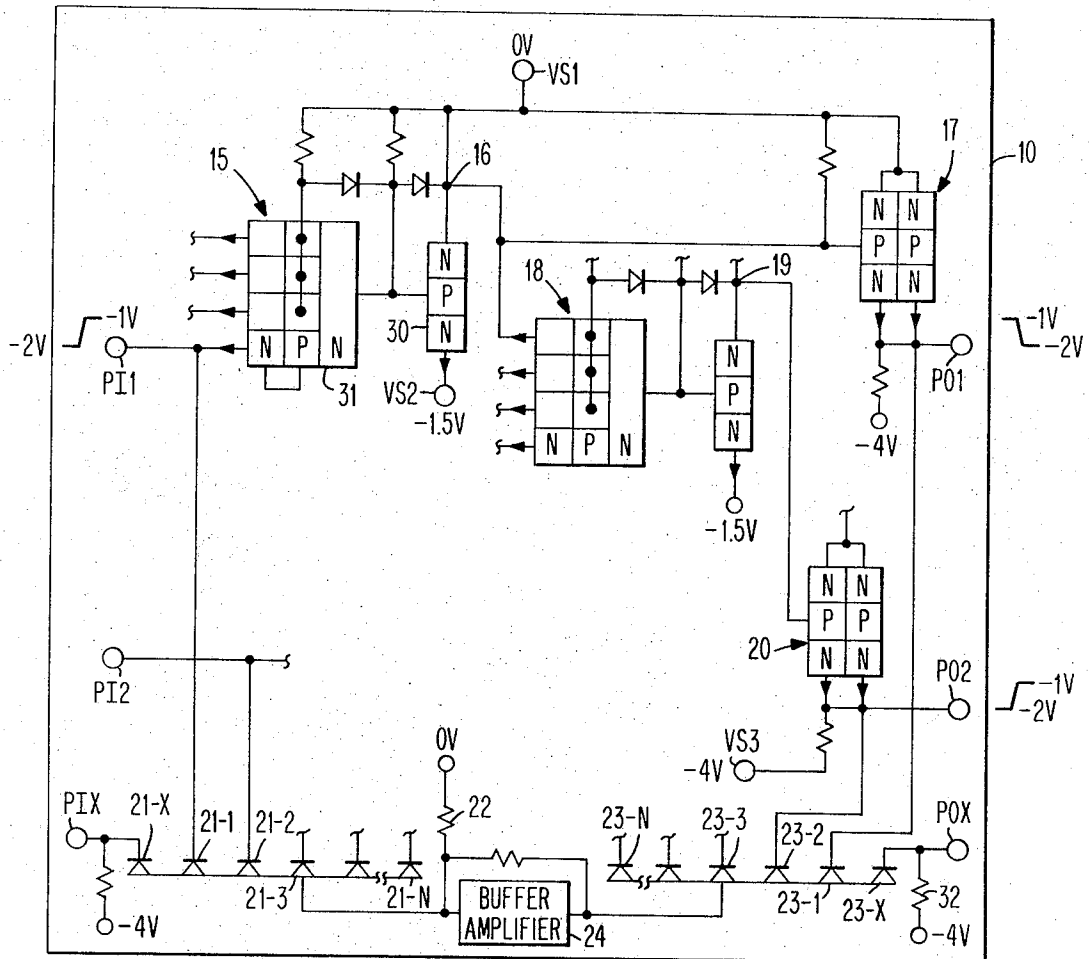 0V
VS1
15
16
17
10
N N
P P
N N
N
P
N
30
18
19
-1V
-2V
PI1
N P N
31
VS2
-1.5V
N
P
N
N P N
-1V
-2V
PO1
-4V
-1.5V
N N
P P
N N
20
PI2
PO2
-1V
-2V
0V
VS3
-4V
PIX
21-X
21-1
21-2
22
23-N
23-3
23-2
POX
21-3
21-N
BUFFER
AMPLIFIER
24
23-1
23-X
32
-4V
-4V